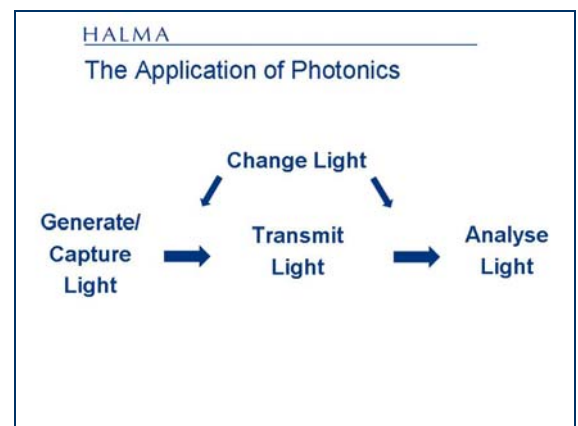 HALMA
The Application of Photonics
Change Light
Generate/
Capture
Light
Transmit
Light
Analyse
Light